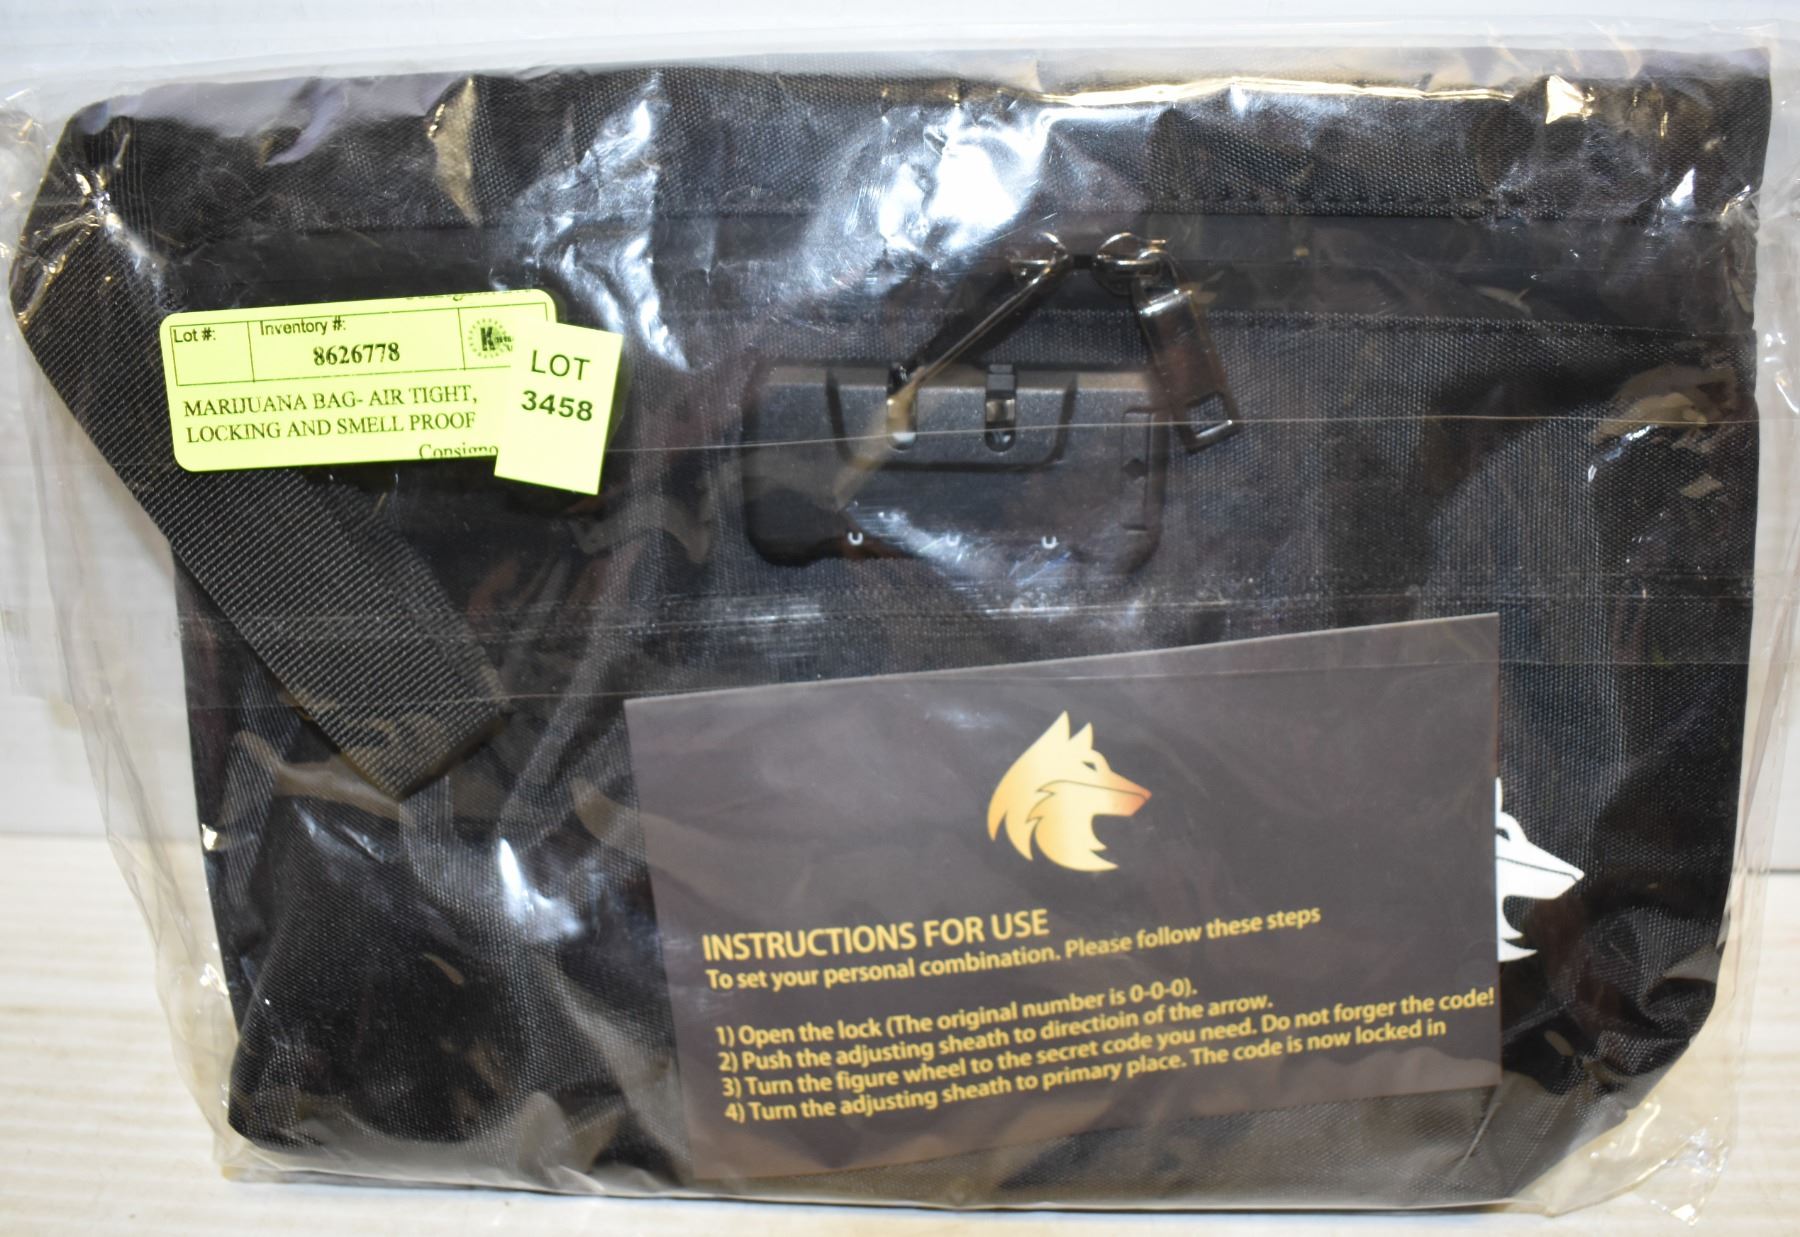 Lot #:
Inventory #:
8626778
MARIJUANA BAG- AIR TIGHT,
LOCKING AND SMELL PROOF
LOT
3458
INSTRUCTIONS FOR USE
To set your personal combination. Please follow these steps
1) Open the lock (The original number is 0-0-0).
2) Push the adjusting sheath to directioin of the arrow.
3) Turn the figure wheel to the secret code you need. Do not forger the code!
4) Turn the adjusting sheath to primary place. The code is now locked in